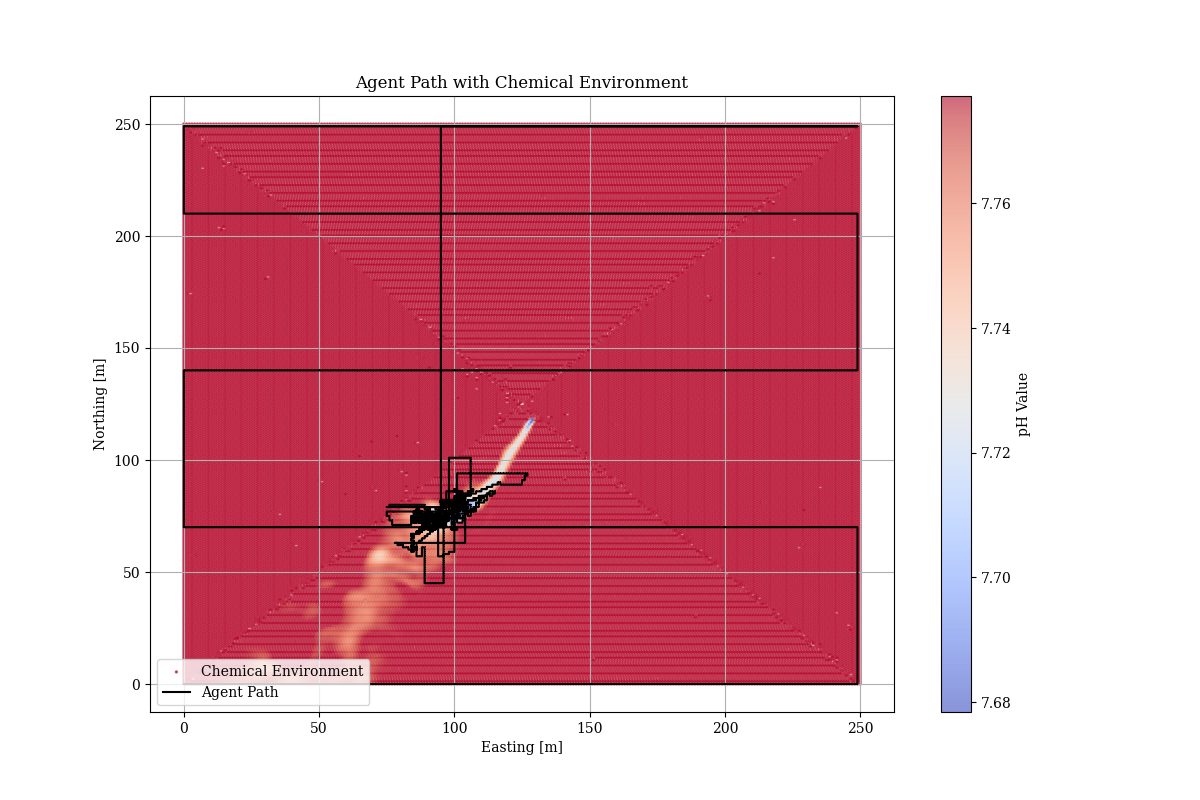 Agent Path with Chemical Environment
250
200
150
100
50
0
Northing [m]
0 50 100 150 200 250
Easting [m]
Chemical Environment
Agent Path
7.76
7.74
7.72
7.70
7.68
pH Value